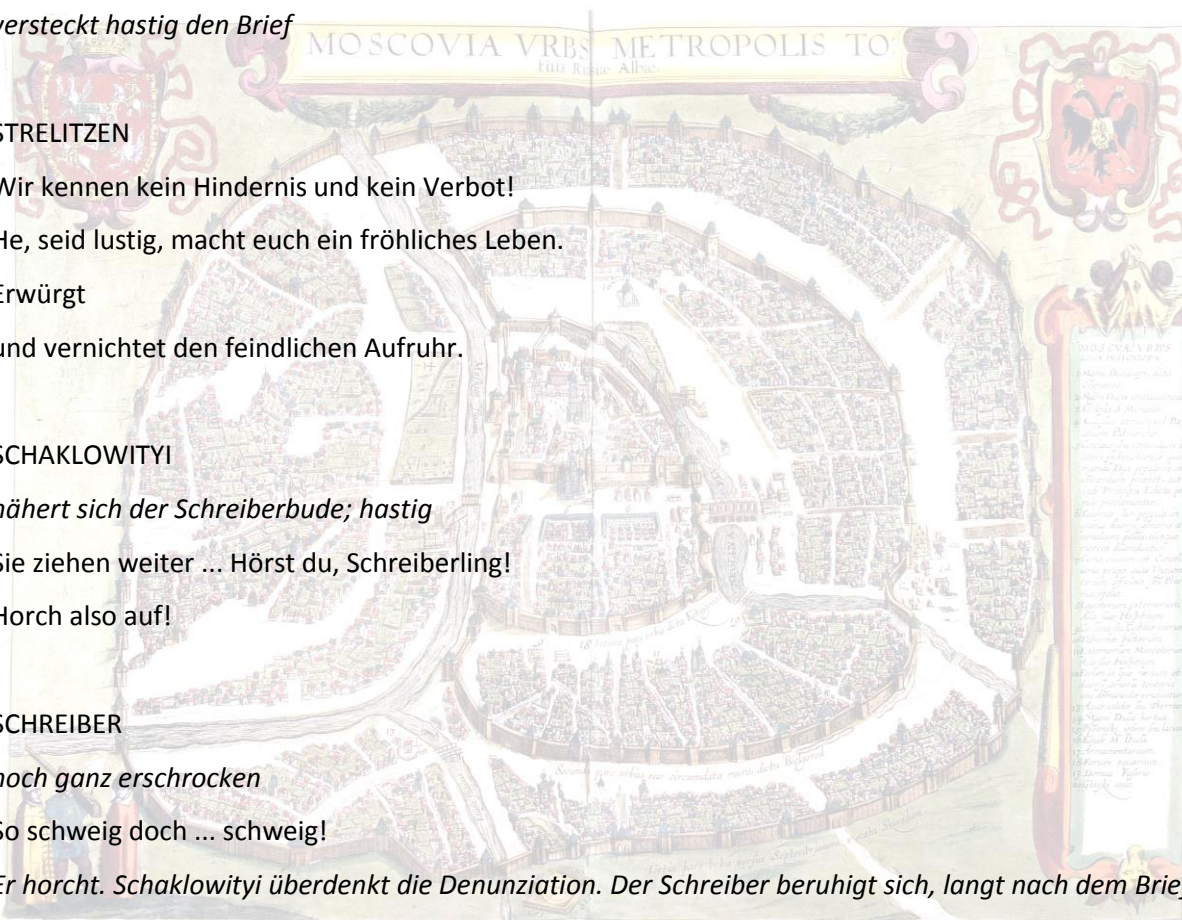 versteckt hastig den Brief
MOSCOVIA VRBS METROPOLIS TO
tius Albæ.
STRELITZEN
Wir kennen kein Hindernis und kein Verbot!
He, seid lustig, macht euch ein fröhliches Leben.
Erwürgt
und vernichtet den feindlichen Aufruhr.
SCHAKLOWITYI
nähert sich der Schreiberbude; hastig
Sie ziehen weiter ... Hörst du, Schreiberling!
Horch also auf!
SCHREIBER
noch ganz erschrocken
So schweig doch ... schweig!
Er horcht. Schaklowityi überdenkt die Denunziation. Der Schreiber beruhigt sich, langt nach dem Brief